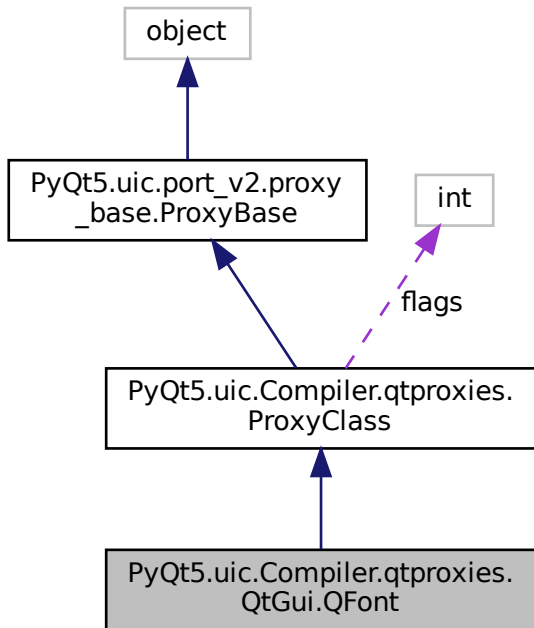 object
PyQt5.uic.port_v2.proxy
_base.ProxyBase
int
flags
PyQt5.uic.Compiler.qtproxies.
ProxyClass
PyQt5.uic.Compiler.qtproxies.
QtGui.QFont